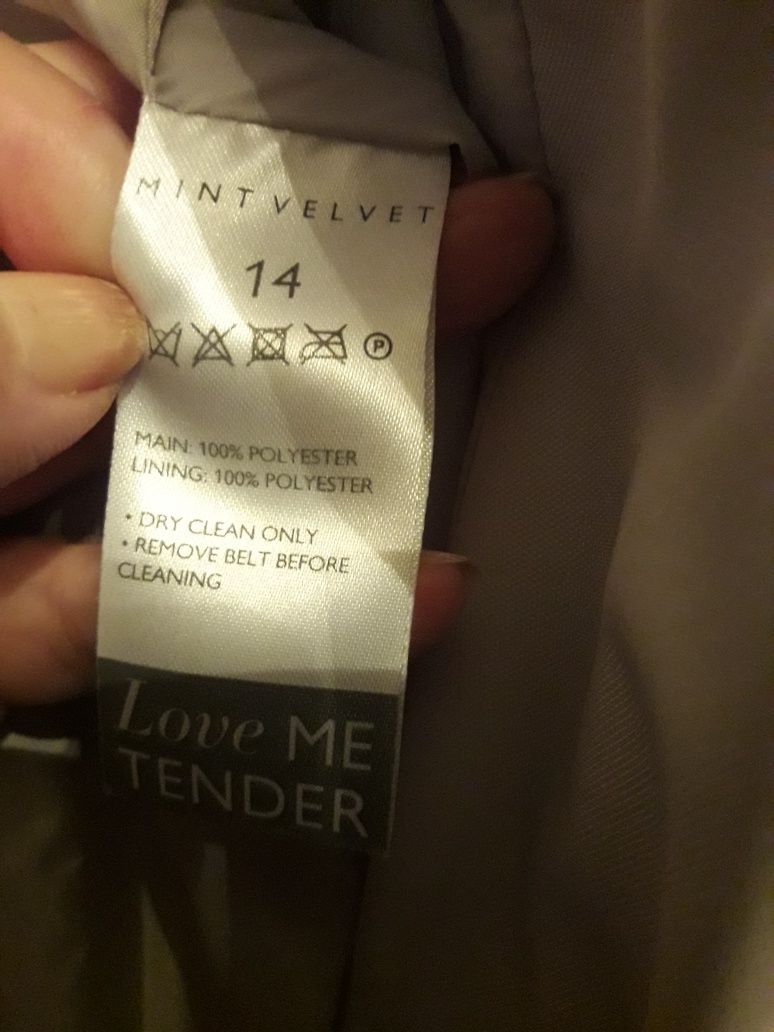 MINT VELVET
14
P
MAIN: 100% POLYESTER
LINING: 100% POLYESTER
• DRY CLEAN ONLY
• REMOVE BELT BEFORE
CLEANING
Love ME
TENDER